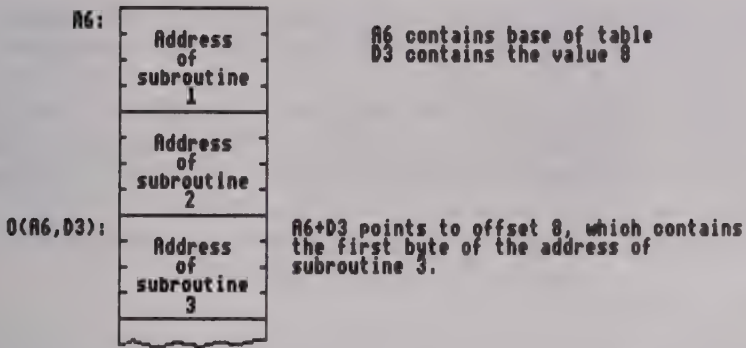 A6:
Address
of
subroutine
1
A6 contains base of table
D3 contains the value 8
Address
of
subroutine
2
0(A6,D3):
Address
of
subroutine
3
A6+D3 points to offset 8, which contains
the first byte of the address of
subroutine 3.